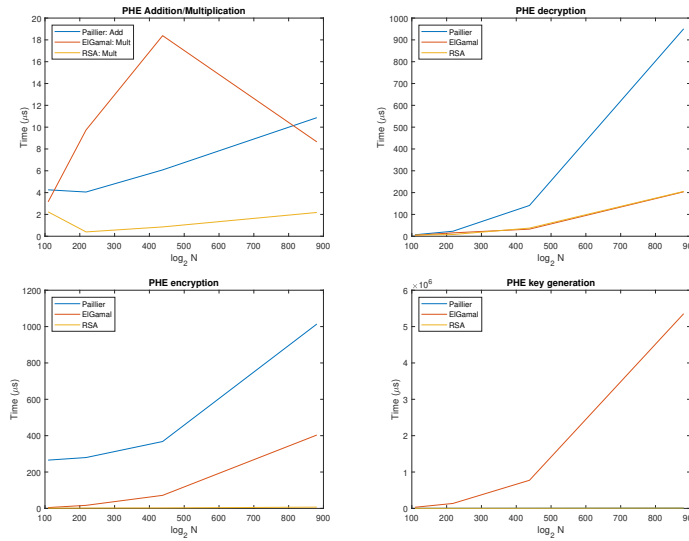 PHE Addition/Multiplication
20
18
16
14
12
10
8
6
4
2
0
Time (μs)
Paillier: Add
ElGamal: Mult
RSA: Mult
100 200 300 400 500 600 700 800 900
log2 N
PHE decryption
1000
900
800
700
600
500
400
300
200
100
0
Time (μs)
Paillier
ElGamal
RSA
100 200 300 400 500 600 700 800 90
log2 N
PHE encryption
1200
1000
800
600
400
200
0
Time (μs)
Paillier
ElGamal
RSA
100 200 300 400 500 600 700 800 900
log2 N
PHE key generation
×10^6
6
5
4
3
2
1
0
Time (μs)
Paillier
ElGamal
RSA
100 200 300 400 500 600 700 800 90
log2 N